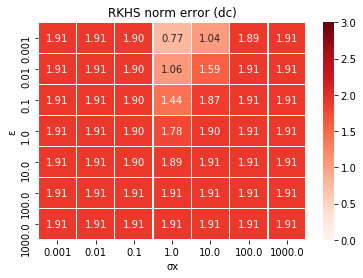 RKHS norm error (dc)
0.001 1.91 1.91 1.90 0.77 1.04 1.89 1.91
0.01 1.91 1.91 1.90 1.06 1.59 1.91 1.91
0.1 1.91 1.91 1.90 1.44 1.87 1.91 1.91
1.0 1.91 1.91 1.90 1.78 1.90 1.91 1.91
10.0 1.91 1.91 1.90 1.89 1.91 1.91 1.91
100.0 1.91 1.91 1.91 1.91 1.91 1.91 1.91
1000.0 1.91 1.91 1.91 1.91 1.91 1.91 1.91
ε
0.001 0.01 0.1 1.0 10.0 100.0 1000.0
σx
3.0
2.5
2.0
1.5
1.0
0.5
0.0